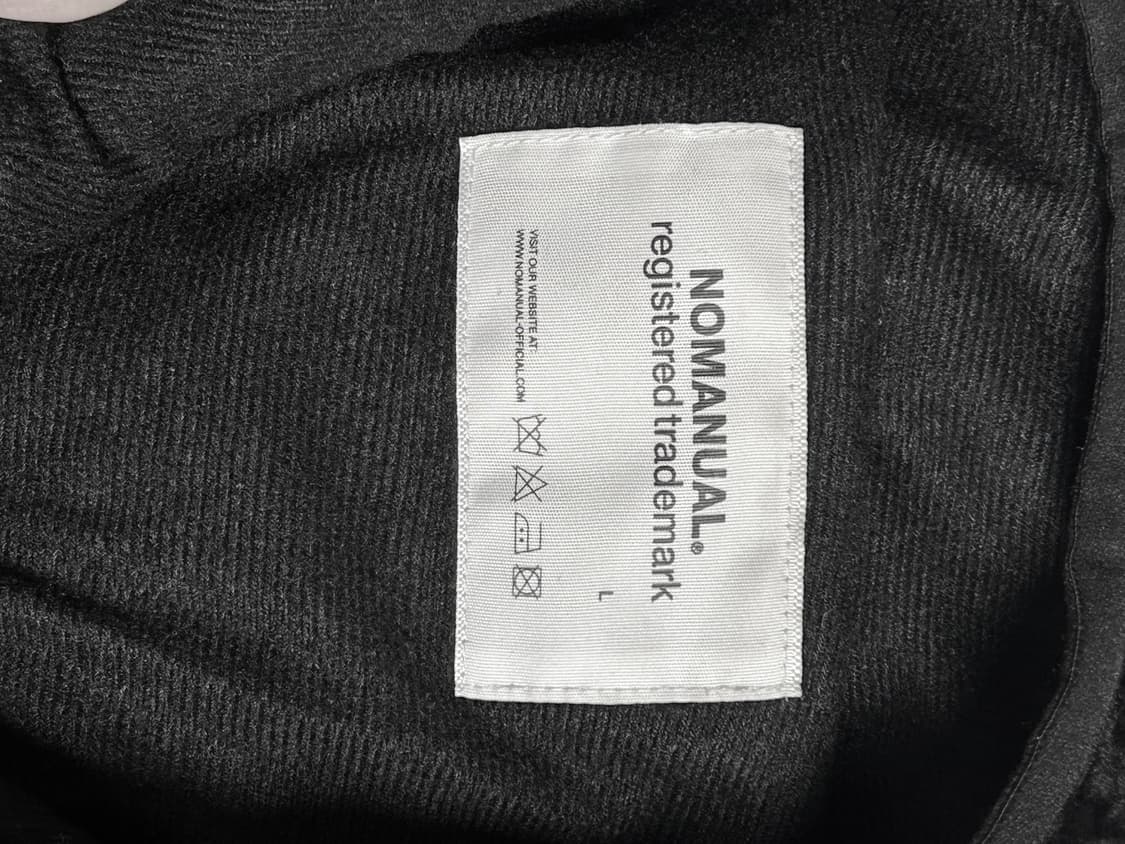 NOMANUAL®
registered trademark
L
VISIT OUR WEBSITE AT:
WWW.NOMANUAL-OFFICIAL.COM